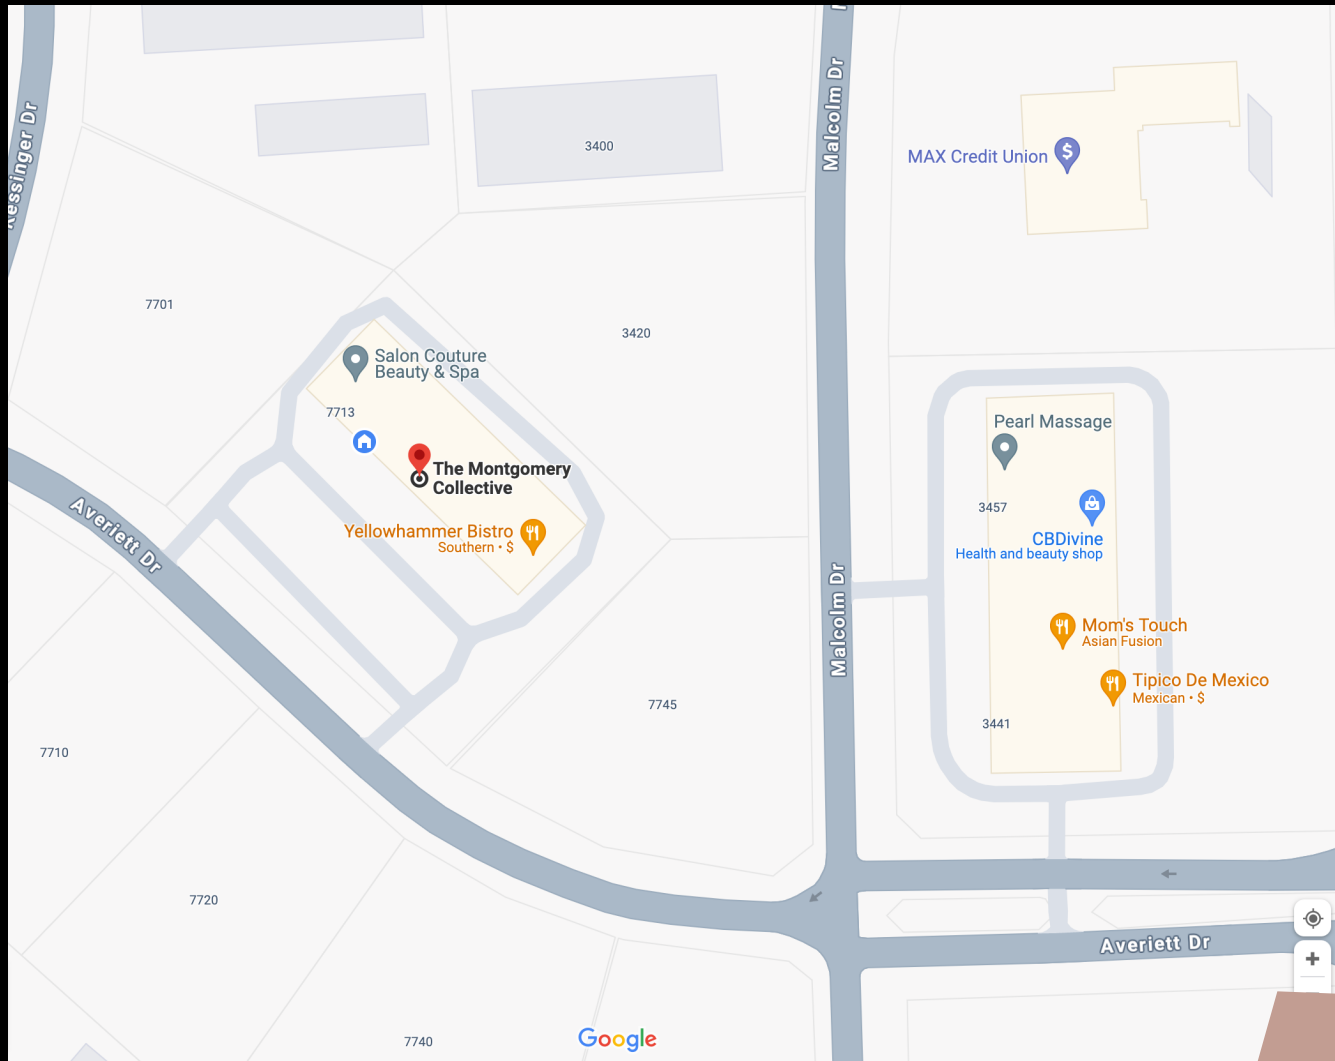 Malcolm Dr
Kessinger Dr
3400
MAX Credit Union
7701
3420
Salon Couture
Beauty & Spa
7713
Pearl Massage
The Montgomery
Collective
3457
Averiett Dr
Yellowhammer Bistro
Southern • $
CBDivine
Health and beauty shop
Malcolm Dr
Mom's Touch
Asian Fusion
Tipico De Mexico
Mexican • $
7745
3441
7710
7720
Averiett Dr
Google
7740